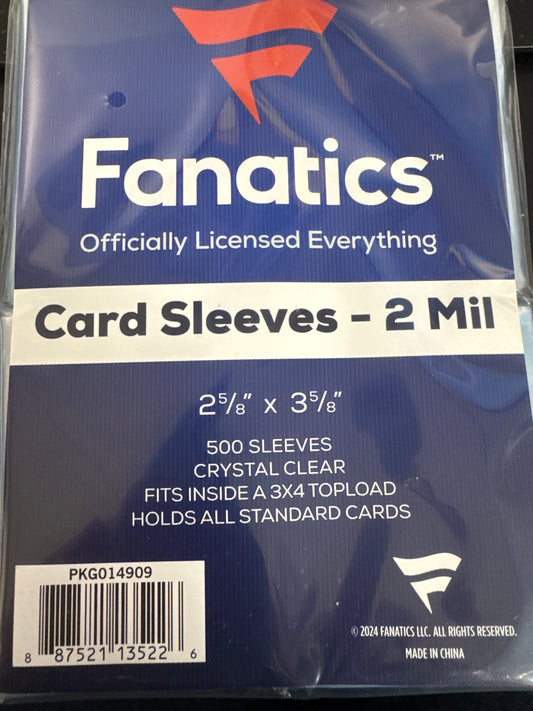 Fanatics™
Officially Licensed Everything
Card Sleeves - 2 Mil
2⅝" x 3⅝"
500 SLEEVES
CRYSTAL CLEAR
FITS INSIDE A 3X4 TOPLOAD
HOLDS ALL STANDARD CARDS
PKG014909
8 87521 13522 6
© 2024 FANATICS LLC. ALL RIGHTS RESERVED.
MADE IN CHINA